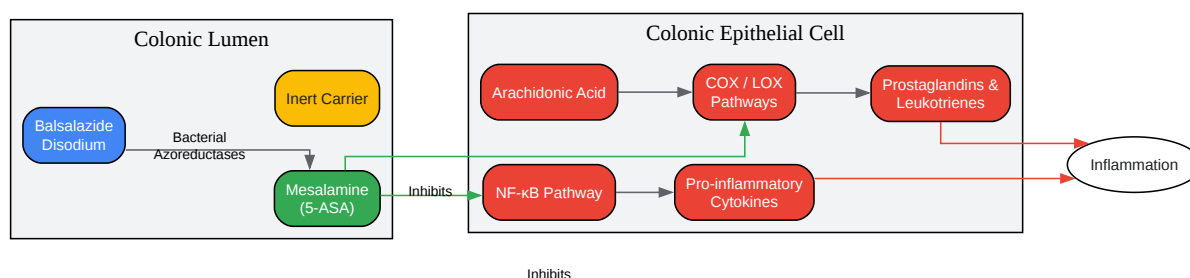 Colonic Lumen
Inert Carrier
Balsalazide
Disodium
Bacterial
Azoreductases
Mesalamine
(5-ASA)
Inhibits
Colonic Epithelial Cell
Arachidonic Acid
COX / LOX
Pathways
Prostaglandins &
Leukotrienes
NF-κB Pathway
Pro-inflammatory
Cytokines
Inflammation
Inhibits